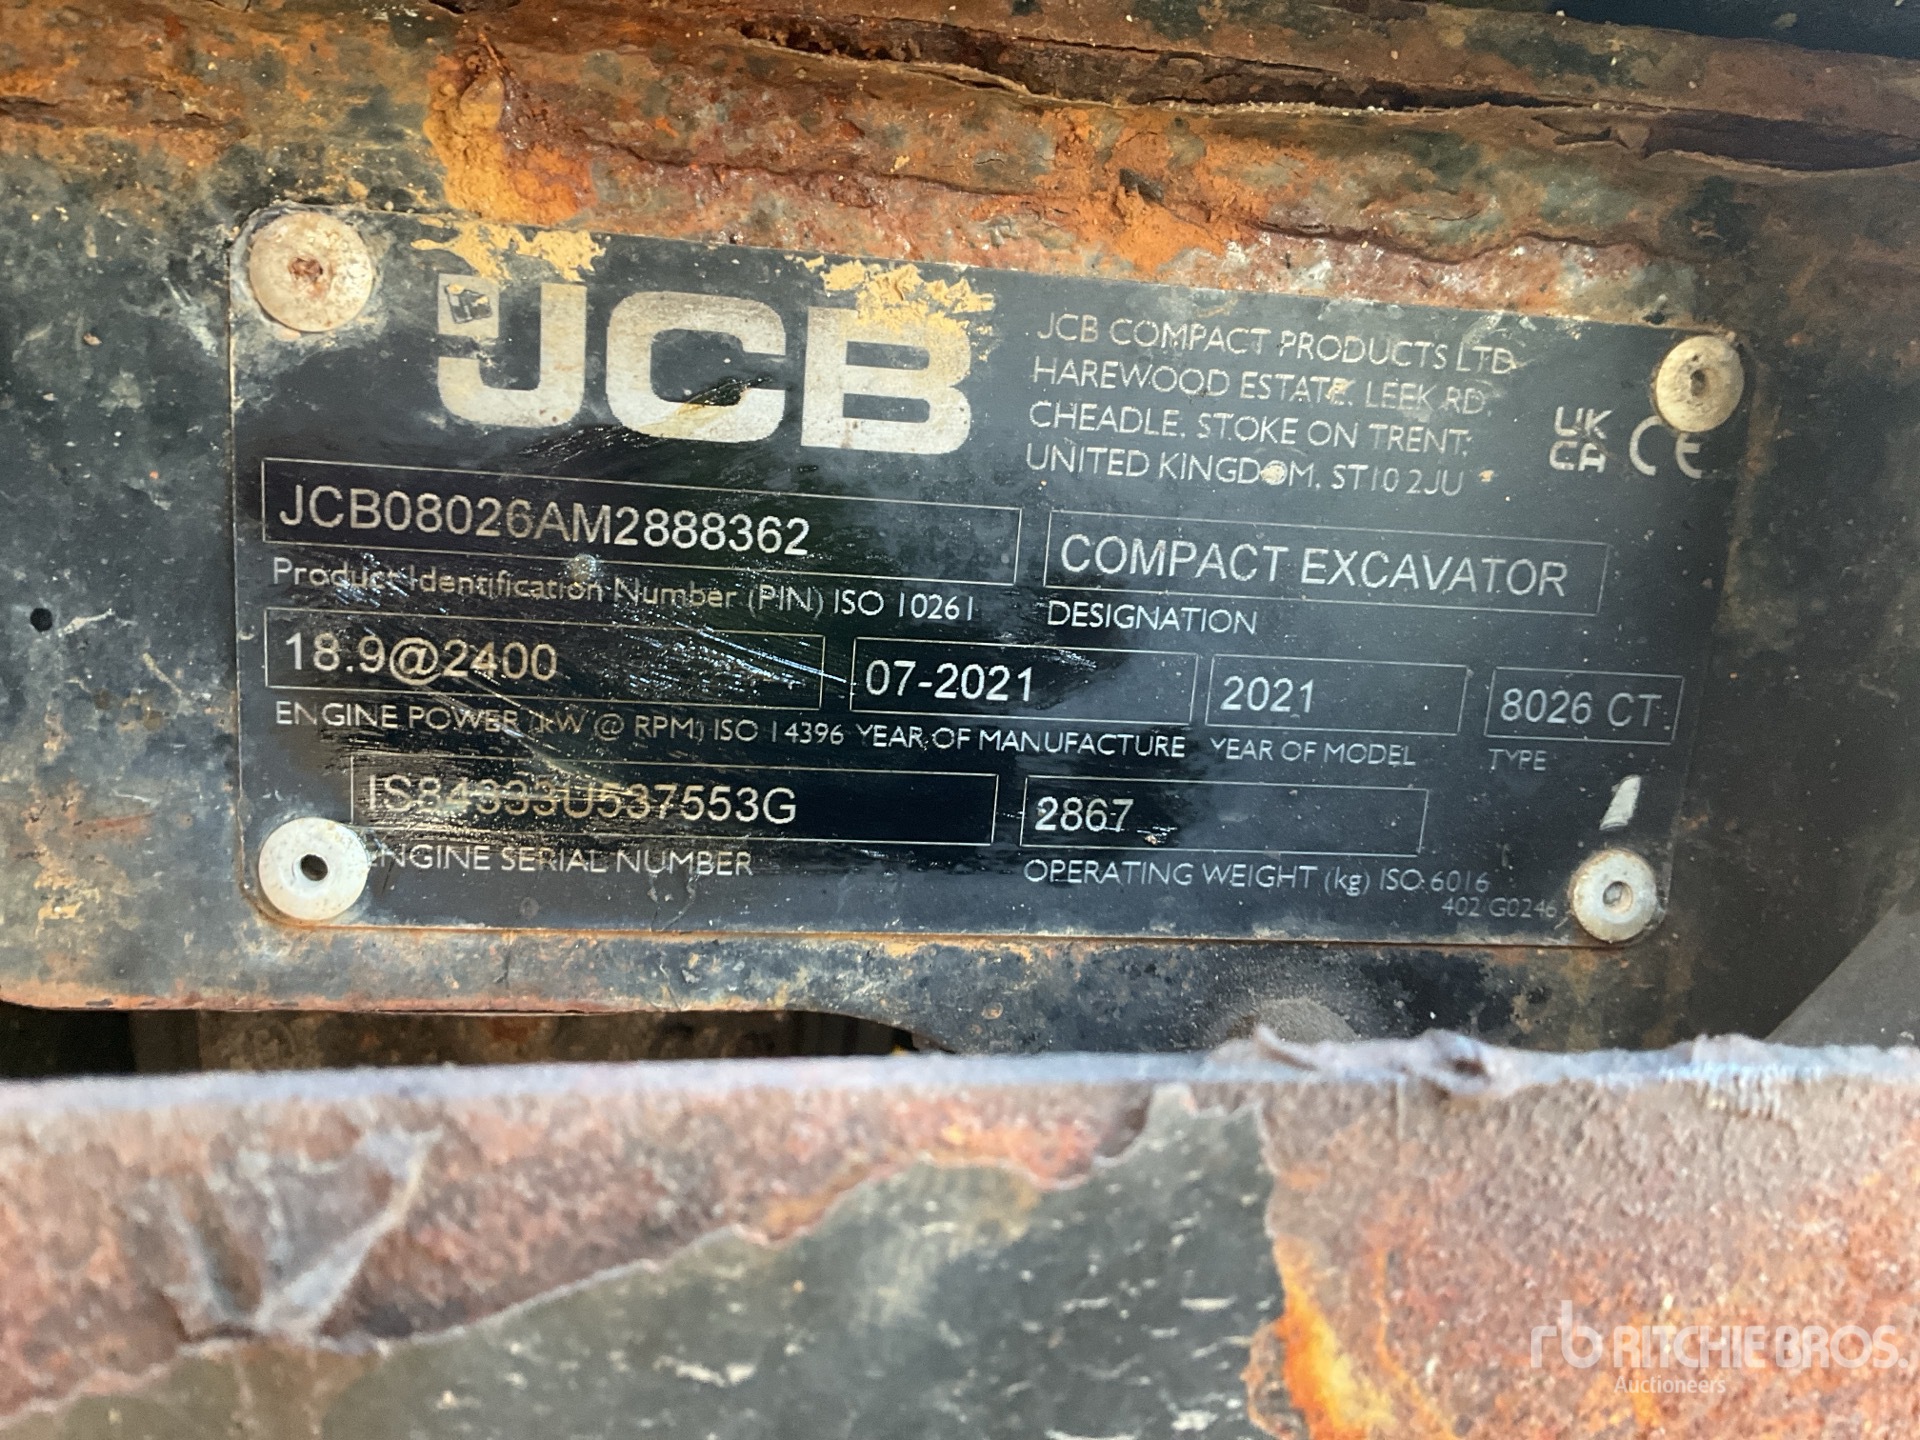 JCB
JCB COMPACT PRODUCTS LTD
HAREWOOD ESTATE, LEEK RD,
CHEADLE, STOKE ON TRENT,
UNITED KINGDOM, ST10 2JU
UK
CA CE
JCB08026AM2888362
Product Identification Number (PIN) ISO 10261
COMPACT EXCAVATOR
DESIGNATION
18.9@2400
ENGINE POWER (kW @ RPM) ISO 14396
07-2021
YEAR OF MANUFACTURE
2021
YEAR OF MODEL
8026 CT
TYPE
IS84393U537553G
ENGINE SERIAL NUMBER
2867
OPERATING WEIGHT (kg) ISO 6016
402/G0246
rb RITCHIE BROS.
Auctioneers